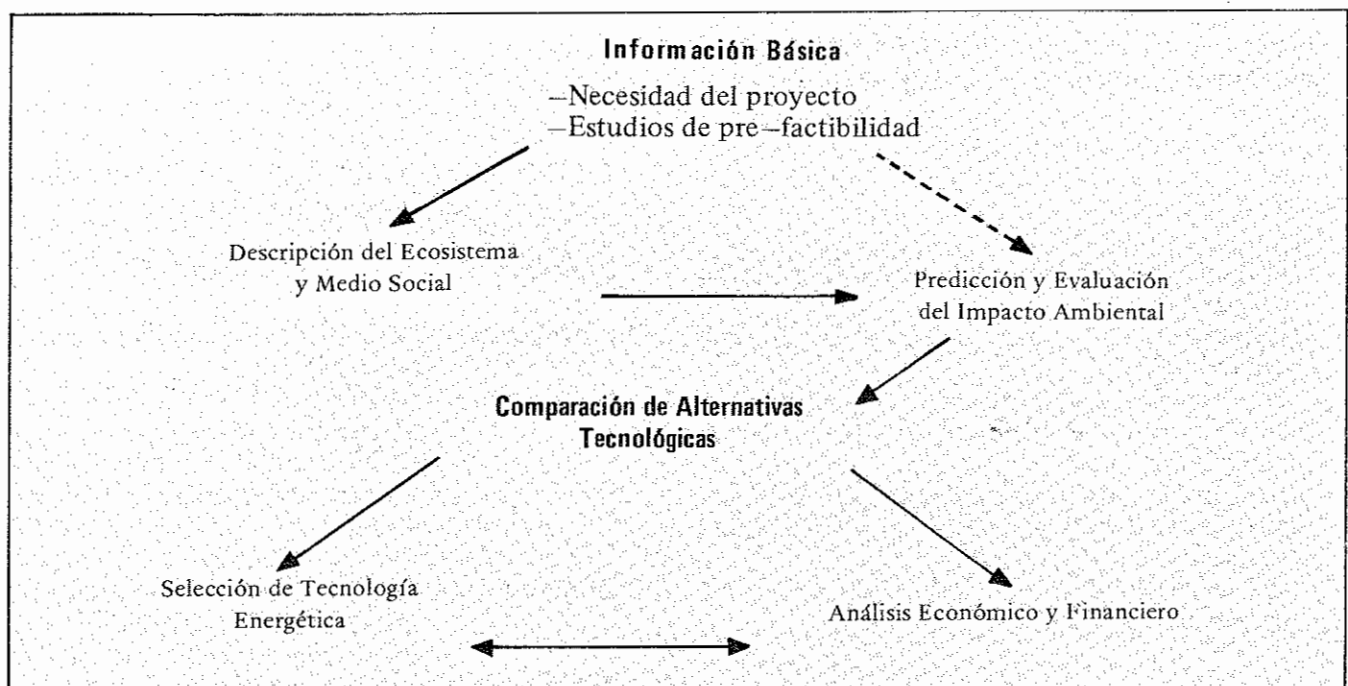 Información Básica
—Necesidad del proyecto
—Estudios de pre—factibilidad
Descripción del Ecosistema
y Medio Social
Predicción y Evaluación
del Impacto Ambiental
Comparación de Alternativas
Tecnológicas
Selección de Tecnología
Energética
Análisis Económico y Financiero